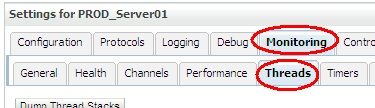 Settings for PROD_Server01
Configuration Protocols Logging Debug Monitoring
General Health Channels Performance Threads Timers
Dump Thread Stacks